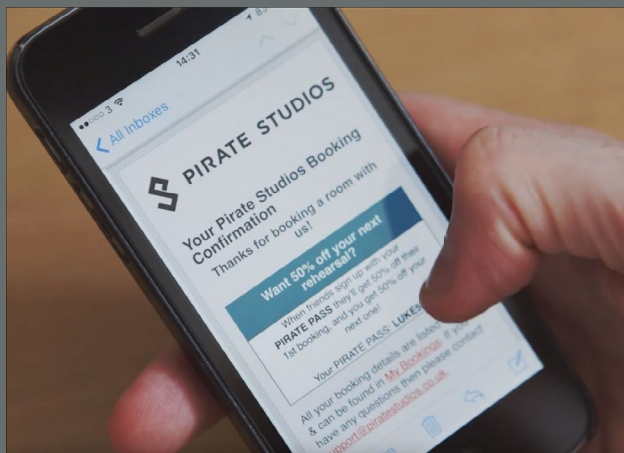 ●●○○○ 3
14:31
All Inboxes
PIRATE STUDIOS
Your Pirate Studios Booking
Confirmation
Thanks for booking a room with
us!
Want 50% off your next
rehearsal?
When friends sign up with your
PIRATE PASS they'll get 50% off their
1st booking, and you get 50% off your
next one!
Your PIRATE PASS: LUKES
All your booking details are listed
& can be found in My Bookings. If you
have any questions then please contact
support@piratestudios.co.uk.